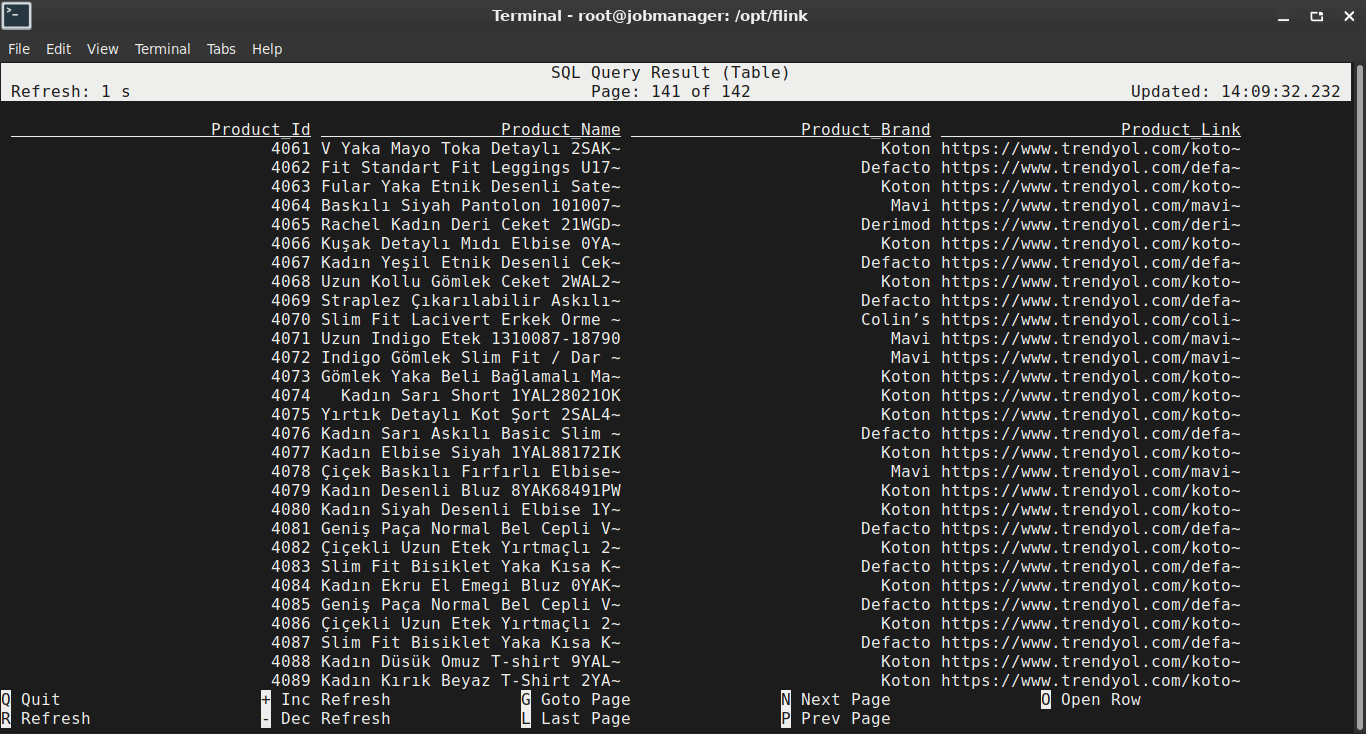 Terminal - root@jobmanager: /opt/flink
File Edit View Terminal Tabs Help
SQL Query Result (Table)
Refresh: 1 s Page: 141 of 142 Updated: 14:09:32.232
Product_Id Product_Name Product_Brand Product_Link
4061 V Yaka Mayo Toka Detaylı 2SAK~ Koton https://www.trendyol.com/koto~
4062 Fit Standart Fit Leggings U17~ Defacto https://www.trendyol.com/defa~
4063 Fular Yaka Etnik Desenli Sate~ Koton https://www.trendyol.com/koto~
4064 Baskılı Siyah Pantolon 101007~ Mavi https://www.trendyol.com/mavi~
4065 Rachel Kadın Deri Ceket 21WGD~ Derimod https://www.trendyol.com/deri~
4066 Kuşak Detaylı Mıdı Elbise 0YA~ Koton https://www.trendyol.com/koto~
4067 Kadın Yeşil Etnik Desenli Cek~ Defacto https://www.trendyol.com/defa~
4068 Uzun Kollu Gömlek Ceket 2WAL2~ Koton https://www.trendyol.com/koto~
4069 Straplez Çıkarılabilir Askılı~ Defacto https://www.trendyol.com/defa~
4070 Slim Fit Lacivert Erkek Orme ~ Colin’s https://www.trendyol.com/coli~
4071 Uzun Indigo Etek 1310087-18790 Mavi https://www.trendyol.com/mavi~
4072 Indigo Gömlek Slim Fit / Dar ~ Mavi https://www.trendyol.com/mavi~
4073 Gömlek Yaka Beli Bağlamalı Ma~ Koton https://www.trendyol.com/koto~
4074 Kadın Sarı Short 1YAL28021OK Koton https://www.trendyol.com/koto~
4075 Yırtık Detaylı Kot Şort 2SAL4~ Koton https://www.trendyol.com/koto~
4076 Kadın Sarı Askılı Basic Slim ~ Defacto https://www.trendyol.com/defa~
4077 Kadın Elbise Siyah 1YAL88172IK Koton https://www.trendyol.com/koto~
4078 Çiçek Baskılı Fırfırlı Elbise~ Mavi https://www.trendyol.com/mavi~
4079 Kadın Desenli Bluz 8YAK68491PW Koton https://www.trendyol.com/koto~
4080 Kadın Siyah Desenli Elbise 1Y~ Koton https://www.trendyol.com/koto~
4081 Geniş Paça Normal Bel Cepli V~ Defacto https://www.trendyol.com/defa~
4082 Çiçekli Uzun Etek Yırtmaçlı 2~ Koton https://www.trendyol.com/koto~
4083 Slim Fit Bisiklet Yaka Kısa K~ Defacto https://www.trendyol.com/defa~
4084 Kadın Ekru El Emegi Bluz 0YAK~ Koton https://www.trendyol.com/koto~
4085 Geniş Paça Normal Bel Cepli V~ Defacto https://www.trendyol.com/defa~
4086 Çiçekli Uzun Etek Yırtmaçlı 2~ Koton https://www.trendyol.com/koto~
4087 Slim Fit Bisiklet Yaka Kısa K~ Defacto https://www.trendyol.com/defa~
4088 Kadın Düsük Omuz T-shirt 9YAL~ Koton https://www.trendyol.com/koto~
4089 Kadın Kırık Beyaz T-Shirt 2YA~ Koton https://www.trendyol.com/koto~
Q Quit + Inc Refresh G Goto Page N Next Page O Open Row
R Refresh - Dec Refresh L Last Page P Prev Page